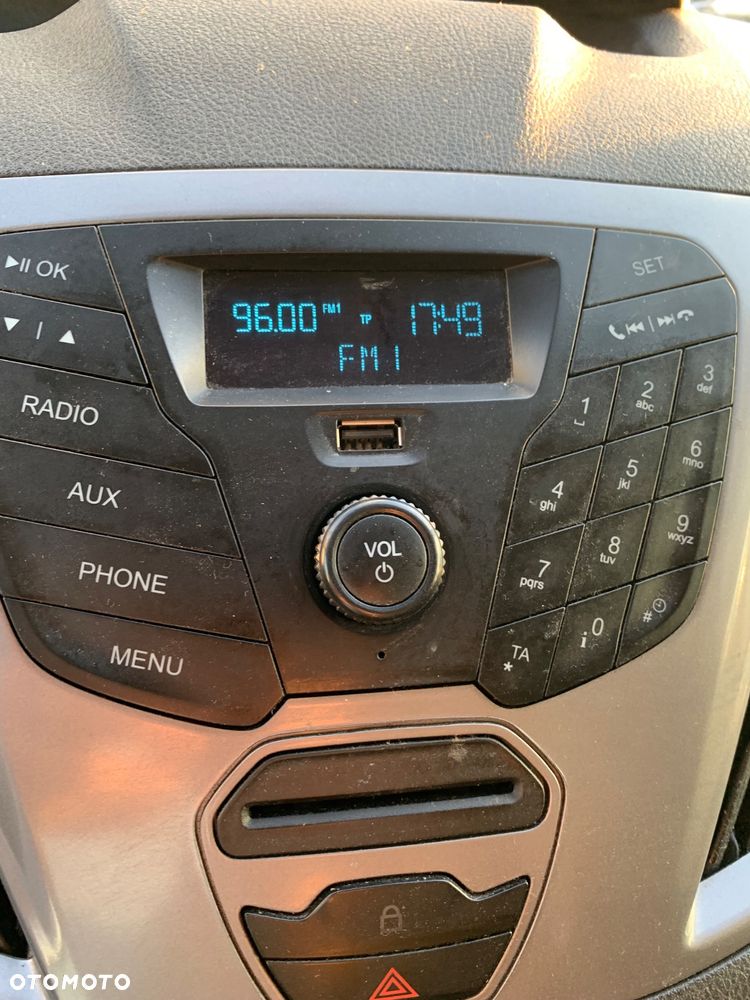 OK
SET
96.00 FM1 TP 17:49
FM1
RADIO
AUX
PHONE
MENU
VOL
1
2 abc
3 def
4 ghi
5 jkl
6 mno
7 pqrs
8 tuv
9 wxyz
TA *
i 0
#
OTOMOTO